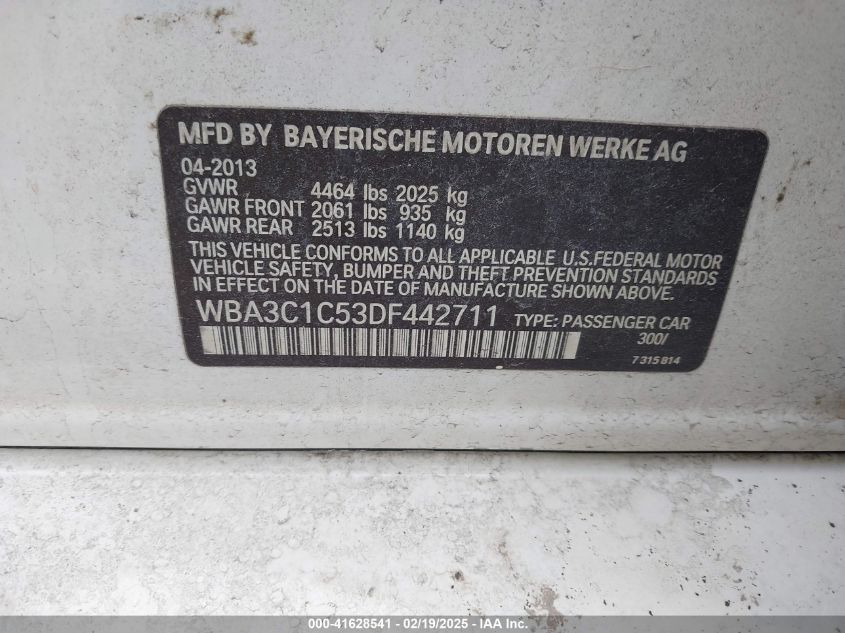 MFD BY BAYERISCHE MOTOREN WERKE AG
04-2013
GVWR 4464 lbs 2025 kg
GAWR FRONT 2061 lbs 935 kg
GAWR REAR 2513 lbs 1140 kg
THIS VEHICLE CONFORMS TO ALL APPLICABLE U.S.FEDERAL MOTOR
VEHICLE SAFETY, BUMPER AND THEFT PREVENTION STANDARDS
IN EFFECT ON THE DATE OF MANUFACTURE SHOWN ABOVE.
WBA3C1C53DF442711 TYPE: PASSENGER CAR
300/
7315814
000-41628541 - 02/19/2025 - IAA Inc.